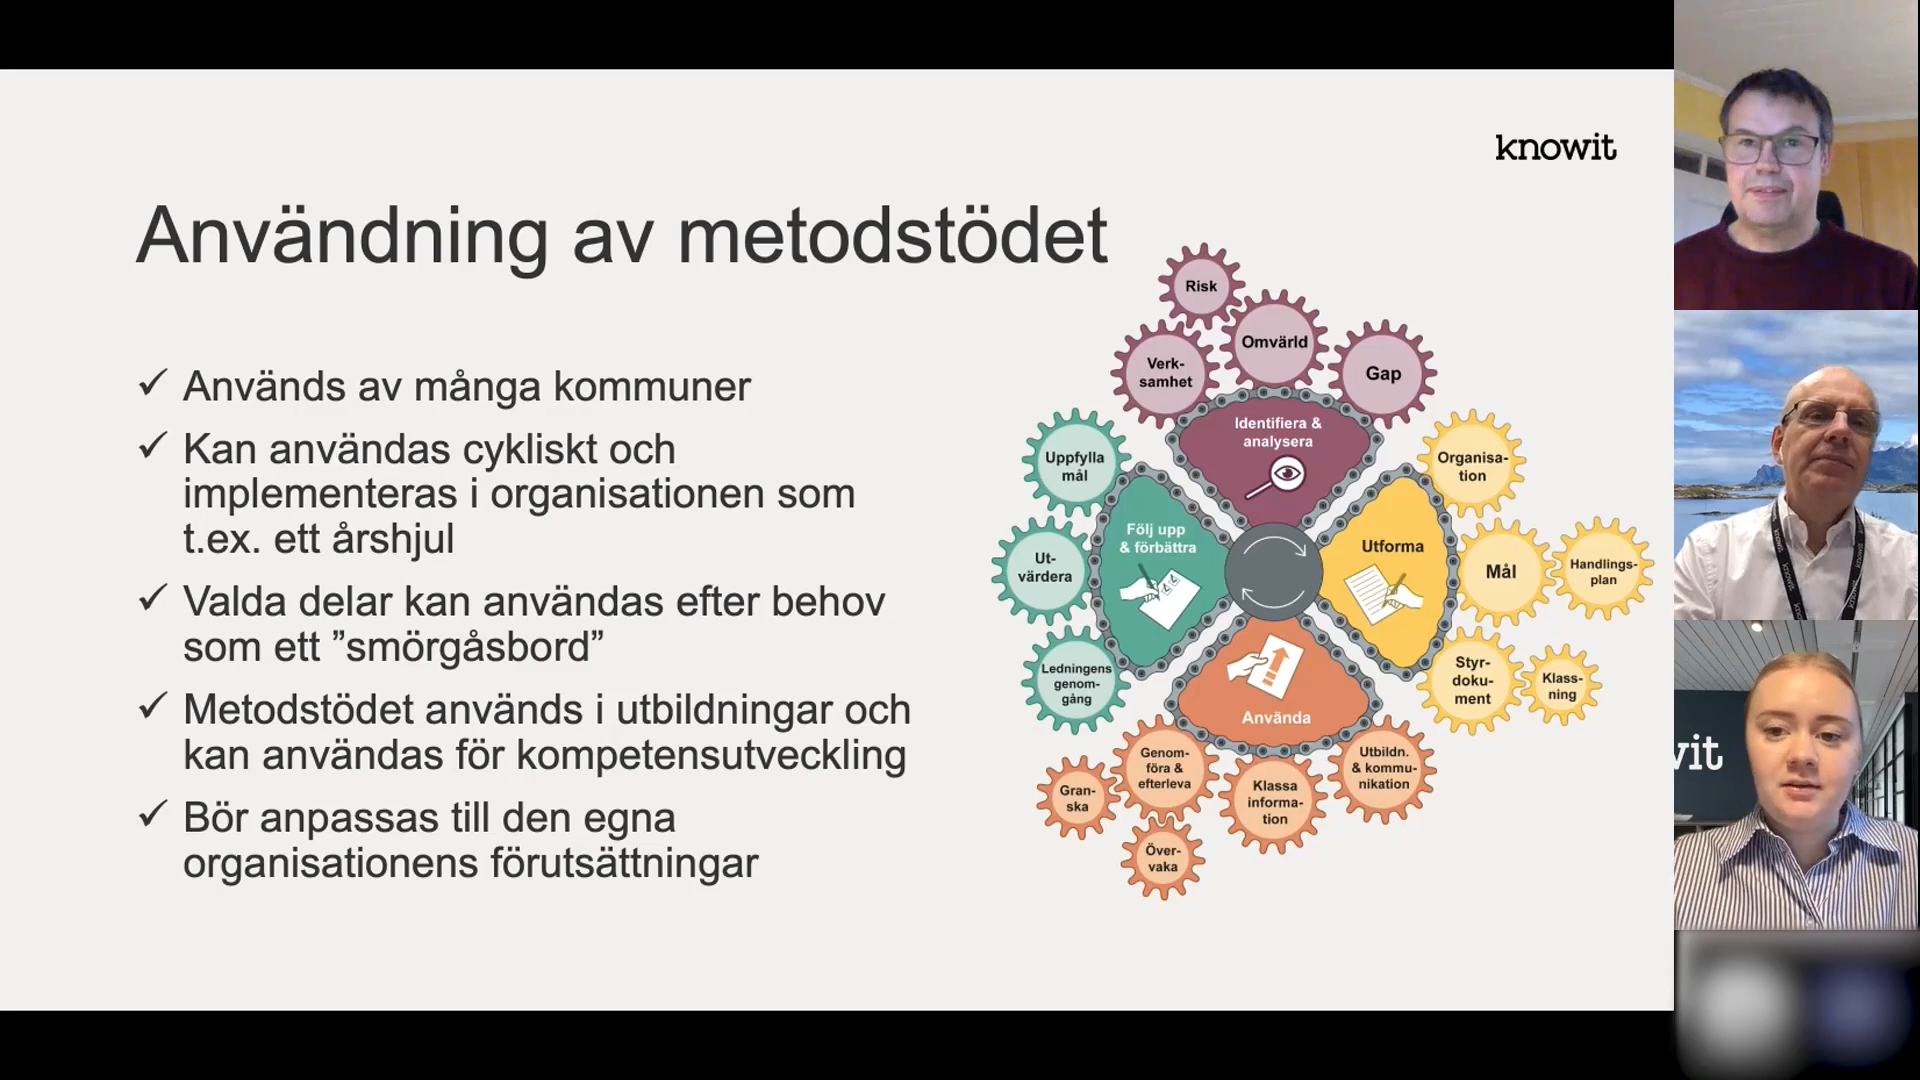 knowit
Användning av metodstödet
✓ Används av många kommuner
✓ Kan användas cykliskt och
implementeras i organisationen som
t.ex. ett årshjul
✓ Valda delar kan användas efter behov
som ett ”smörgåsbord”
✓ Metodstödet används i utbildningar och
kan användas för kompetensutveckling
✓ Bör anpassas till den egna
organisationens förutsättningar
Risk
Omvärld
Verk-
samhet
Gap
Identifiera &
analysera
Uppfylla
mål
Ut-
värdera
Ledningens
genom-
gång
Följ upp
& förbättra
Utforma
Organisa-
tion
Mål
Handlings-
plan
Styr-
doku-
ment
Klass-
ning
Använda
Genom-
föra &
efterleva
Gran-
ska
Över-
vaka
Klassa
informa-
tion
Utbildn.
& kommu-
nikation
wit